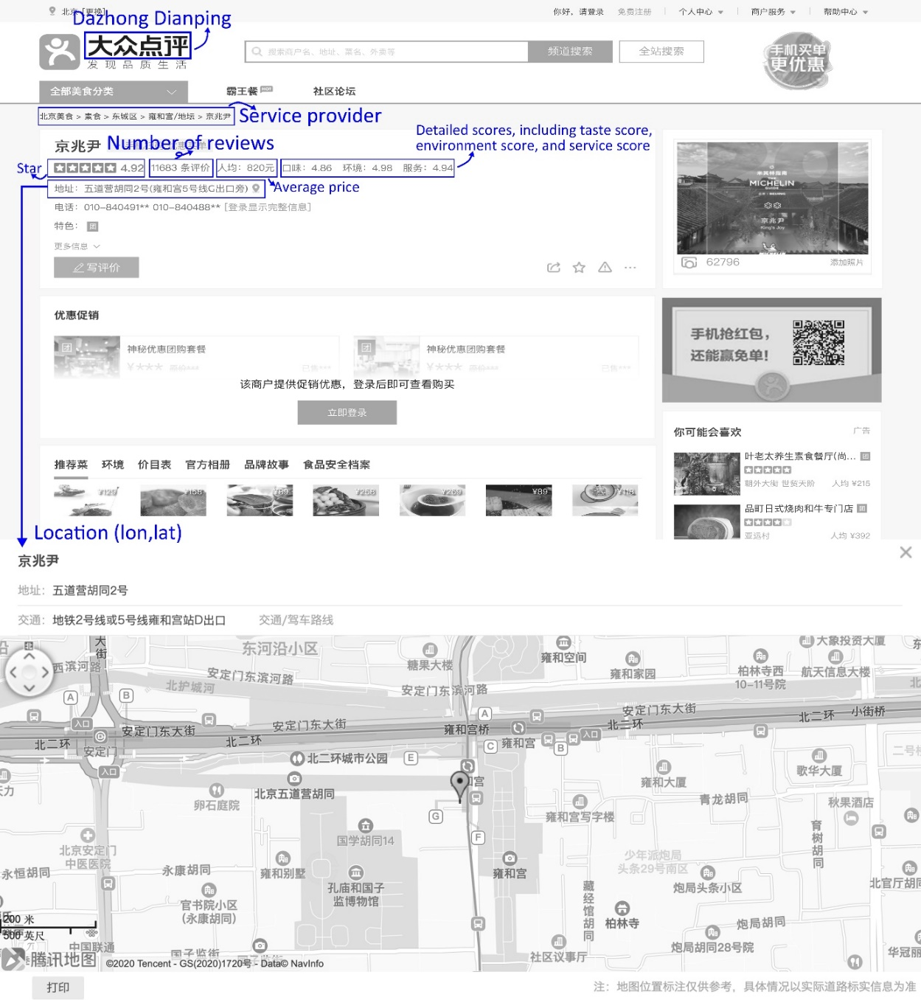 北京[更换]
你好，请登录 免费注册 个人中心 商户服务 帮助中心
Dazhong Dianping
大众点评
发现品质生活
搜索商户名、地址、菜名、外卖等
频道搜索
全站搜索
手机买单
更优惠
全部美食分类
霸王餐 HOT
社区论坛
北京美食 > 素食 > 东城区 > 雍和宫/地坛 > 京兆尹
Service provider
京兆尹
Number of reviews
Detailed scores, including taste score,
environment score, and service score
Star
4.92 11683 条评价 人均：820元 口味：4.86 环境：4.98 服务：4.94
地址：五道营胡同2号(雍和宫5号线G出口旁)
Average price
电话：010-840491** 010-840488** [登录显示完整信息]
特色： 团
更多信息
写评价
米其林指南
THE
MICHELIN
GUIDE
京兆尹
King's Joy
62796
添加照片
优惠促销
团 神秘优惠团购套餐
¥*** 原价*** 已售***
团 神秘优惠团购套餐
¥*** 原价*** 已售***
该商户提供促销优惠，登录后即可查看购买
立即登录
手机抢红包，
还能赢免单！
你可能会喜欢 广告
叶老太养生素食餐厅(尚... 团
朝外大街 世贸天阶 人均 ¥215
品町日式烧肉和牛专门店 团
亚运村 人均 ¥392
推荐菜 环境 价目表 官方相册 品牌故事 食品安全档案
¥129 ¥168 ¥89 ¥258 ¥269 ¥89 ¥118
Location (lon,lat)
京兆尹
地址：五道营胡同2号
交通：地铁2号线或5号线雍和宫站D出口 交通/驾车路线
北
大街
东河沿小区
糖果大楼
雍和空间
雍和家园
柏林寺西
10-11号院
大象投资大厦
航天信息大楼
西滨河路
安定门东滨河路
北护城河
安定门东滨河路
A
B
A
入口
安定门东大街
安定门东大街
安定门东大街
北二环
小街桥
北二环
北二环
北二环
安定门
雍和宫桥
雍和宫
入口
C
B
E
北二环城市公园
入口
雍和大厦
歌华大厦
二号
卵石庭院
北京五道营胡同
青龙胡同
秋果酒店
G
雍和宫写字楼
F
国学胡同14
北京安定门
中医医院
育树胡同
少年派炮局
头条29号南区
永恒胡同
永康胡同
雍和别墅
雍和宫
孔庙和国子
监博物馆
炮局头条小区
北官厅胡同
官书院小区
(永康胡同)
藏经馆胡同
柏林寺
炮局胡同
200 米
500 英尺
中国联通
国子监街
社区议事厅
炮局胡同28号院
华冠丽
腾讯地图
©2020 Tencent - GS(2020)1720号 - Data© NavInfo
打印
注：地图位置标注仅供参考，具体情况以实际道路标实信息为准